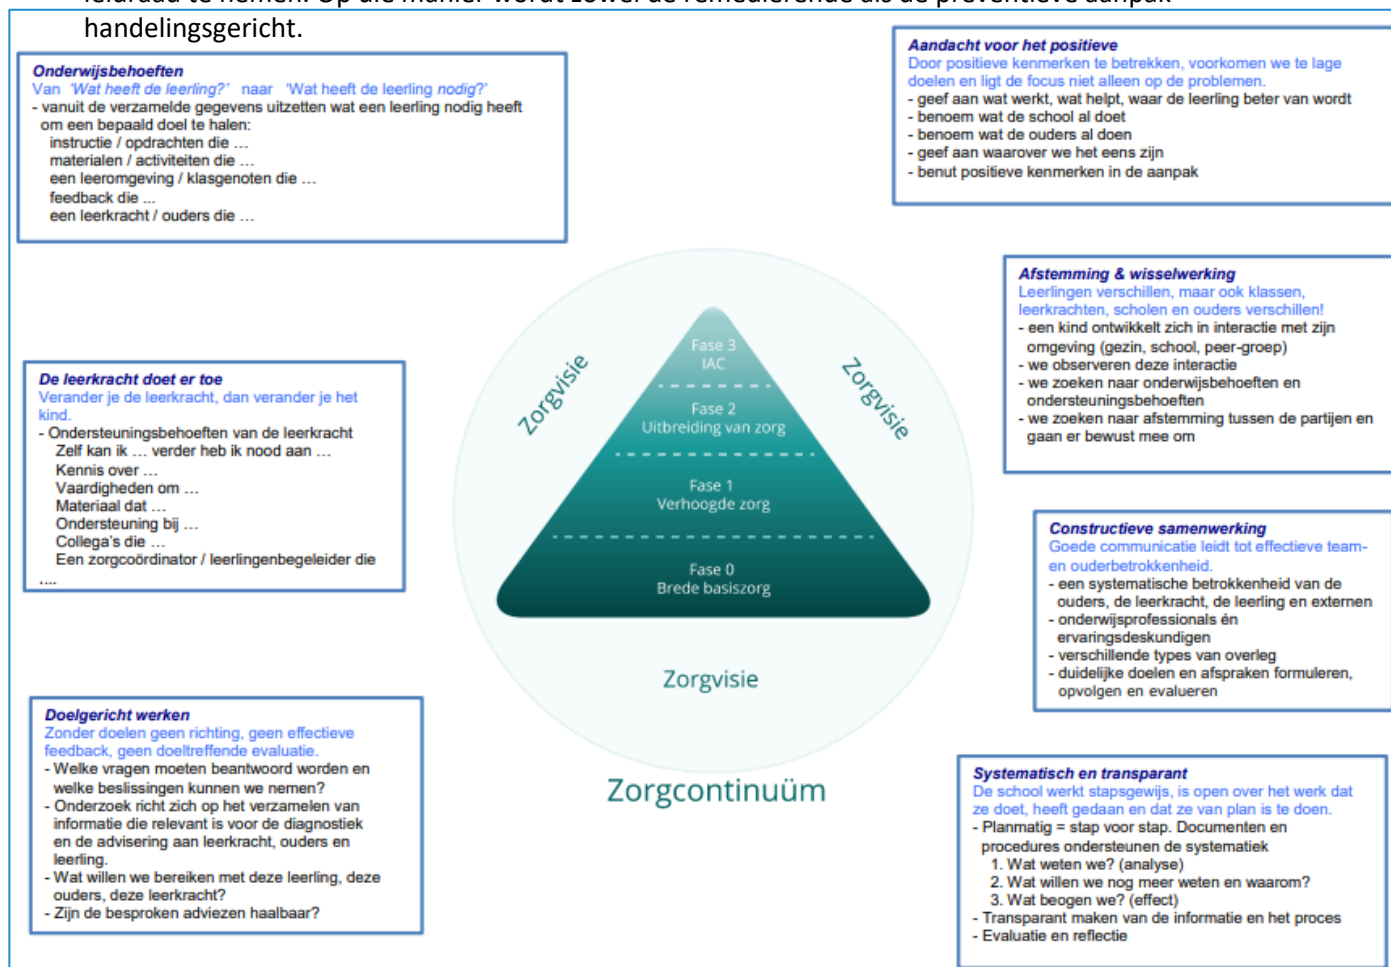 leidraad te nemen. Op die manier wordt zowel de remediërende als de preventieve aanpak
handelingsgericht.
Onderwijsbehoeften
Van 'Wat heeft de leerling?' naar 'Wat heeft de leerling nodig?'
- vanuit de verzamelde gegevens uitzetten wat een leerling nodig heeft
om een bepaald doel te halen:
instructie / opdrachten die …
materialen / activiteiten die …
een leeromgeving / klasgenoten die …
feedback die ...
een leerkracht / ouders die …
Aandacht voor het positieve
Door positieve kenmerken te betrekken, voorkomen we te lage
doelen en ligt de focus niet alleen op de problemen.
- geef aan wat werkt, wat helpt, waar de leerling beter van wordt
- benoem wat de school al doet
- benoem wat de ouders al doen
- geef aan waarover we het eens zijn
- benut positieve kenmerken in de aanpak
Afstemming & wisselwerking
Leerlingen verschillen, maar ook klassen,
leerkrachten, scholen en ouders verschillen!
- een kind ontwikkelt zich in interactie met zijn
omgeving (gezin, school, peer-groep)
- we observeren deze interactie
- we zoeken naar onderwijsbehoeften en
ondersteuningsbehoeften
- we zoeken naar afstemming tussen de partijen en
gaan er bewust mee om
De leerkracht doet er toe
Verander je de leerkracht, dan verander je het
kind.
- Ondersteuningsbehoeften van de leerkracht
Zelf kan ik … verder heb ik nood aan …
Kennis over …
Vaardigheden om …
Materiaal dat …
Ondersteuning bij …
Collega's die …
Een zorgcoördinator / leerlingenbegeleider die
….
Zorgvisie
Zorgvisie
Fase 3
IAC
Fase 2
Uitbreiding van zorg
Fase 1
Verhoogde zorg
Fase 0
Brede basiszorg
Zorgvisie
Zorgcontinuüm
Constructieve samenwerking
Goede communicatie leidt tot effectieve team-
en ouderbetrokkenheid.
- een systematische betrokkenheid van de
ouders, de leerkracht, de leerling en externen
- onderwijsprofessionals én
ervaringsdeskundigen
- verschillende types van overleg
- duidelijke doelen en afspraken formuleren,
opvolgen en evalueren
Doelgericht werken
Zonder doelen geen richting, geen effectieve
feedback, geen doeltreffende evaluatie.
- Welke vragen moeten beantwoord worden en
welke beslissingen kunnen we nemen?
- Onderzoek richt zich op het verzamelen van
informatie die relevant is voor de diagnostiek
en de advisering aan leerkracht, ouders en
leerling.
- Wat willen we bereiken met deze leerling, deze
ouders, deze leerkracht?
- Zijn de besproken adviezen haalbaar?
Systematisch en transparant
De school werkt stapsgewijs, is open over het werk dat
ze doet, heeft gedaan en dat ze van plan is te doen.
- Planmatig = stap voor stap. Documenten en
procedures ondersteunen de systematiek
1. Wat weten we? (analyse)
2. Wat willen we nog meer weten en waarom?
3. Wat beogen we? (effect)
- Transparant maken van de informatie en het proces
- Evaluatie en reflectie